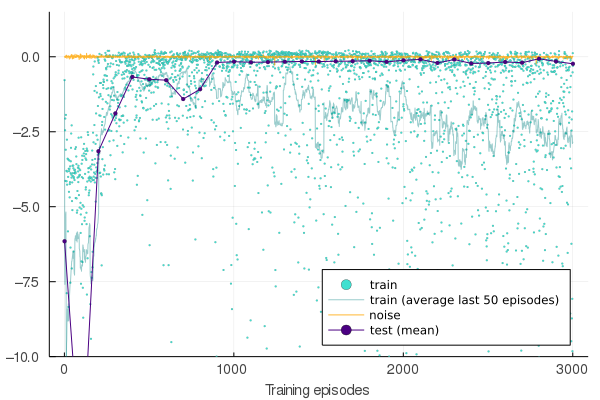 0.0
−2.5
−5.0
−7.5
−10.0
0
1000
2000
3000
Training episodes
train
train (average last 50 episodes)
noise
test (mean)